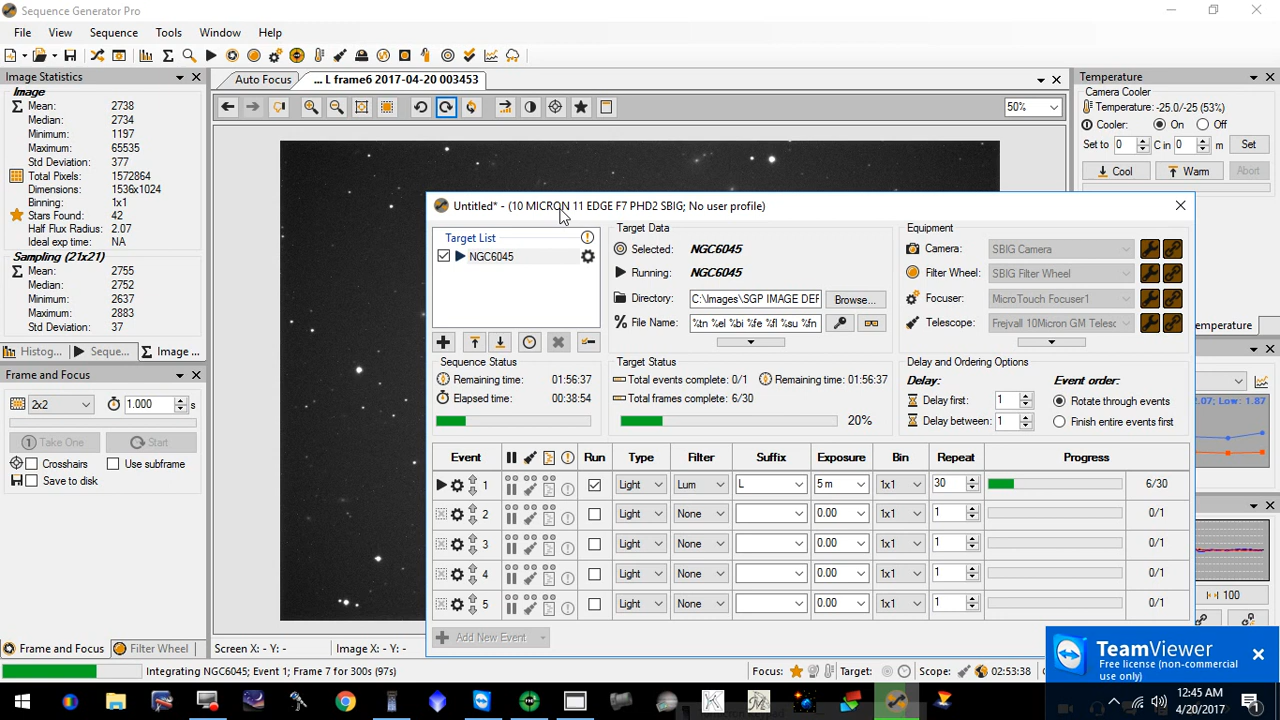 Sequence Generator Pro
File View Sequence Tools Window Help
Image Statistics
Image
Mean: 2738
Median: 2734
Minimum: 1197
Maximum: 65535
Std Deviation: 377
Total Pixels: 1572864
Dimensions: 1536x1024
Binning: 1x1
Stars Found: 42
Half Flux Radius: 2.07
Ideal exp time: NA
Sampling (21x21)
Mean: 2755
Median: 2752
Minimum: 2637
Maximum: 2883
Std Deviation: 37
Histog... Seque... Image ...
Frame and Focus
2x2 1.000 s
Take One Start
Crosshairs Use subframe
Save to disk
Frame and Focus Filter Wheel
Auto Focus ... L frame6 2017-04-20 003453
50%
Temperature
Camera Cooler
Temperature: -25.0/-25 (53%)
Cooler: On Off
Set to 0 C in 0 m Set
Cool Warm Abort
Untitled* - (10 MICRON 11 EDGE F7 PHD2 SBIG; No user profile)
Target List
NGC6045
Target Data
Selected: NGC6045
Running: NGC6045
Directory: C:\Images\SGP IMAGE DEF Browse...
File Name: %tn %el %bi %fe %fl %su %fn
Equipment
Camera: SBIG Camera
Filter Wheel: SBIG Filter Wheel
Focuser: MicroTouch Focuser1
Telescope: Frejvall 10Micron GM Telesc
emperature
Sequence Status
Remaining time: 01:56:37
Elapsed time: 00:38:54
Target Status
Total events complete: 0/1 Remaining time: 01:56:37
Total frames complete: 6/30
20%
Delay and Ordering Options
Delay: Event order:
Delay first: 1 Rotate through events
Delay between: 1 Finish entire events first
2.07; Low: 1.87
Event Run Type Filter Suffix Exposure Bin Repeat Progress
1 Light Lum L 5 m 1x1 30 6/30
2 Light None 0.00 1x1 1 0/1
3 Light None 0.00 1x1 1 0/1
4 Light None 0.00 1x1 1 0/1
5 Light None 0.00 1x1 1 0/1
100
Add New Event
Screen X: - Y: - Image X: - Y: -
Integrating NGC6045; Event 1; Frame 7 for 300s (97s)
Focus: Target: Scope: 02:53:38
TeamViewer
Free license (non-commercial
use only)
12:45 AM
4/20/2017